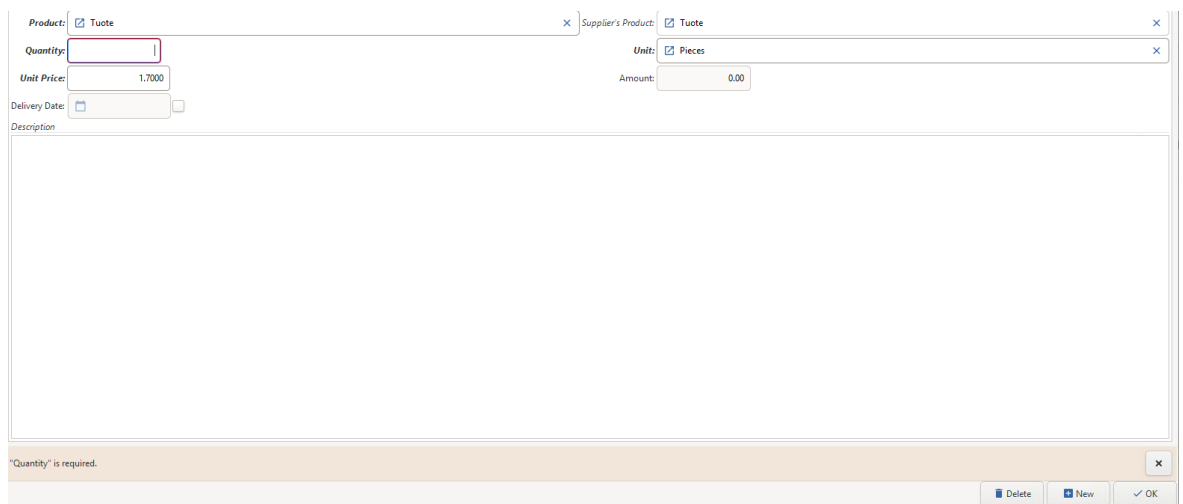 Product: Tuote Supplier's Product: Tuote
Quantity: Unit: Pieces
Unit Price: 1.7000 Amount: 0.00
Delivery Date:
Description
"Quantity" is required.
Delete New OK